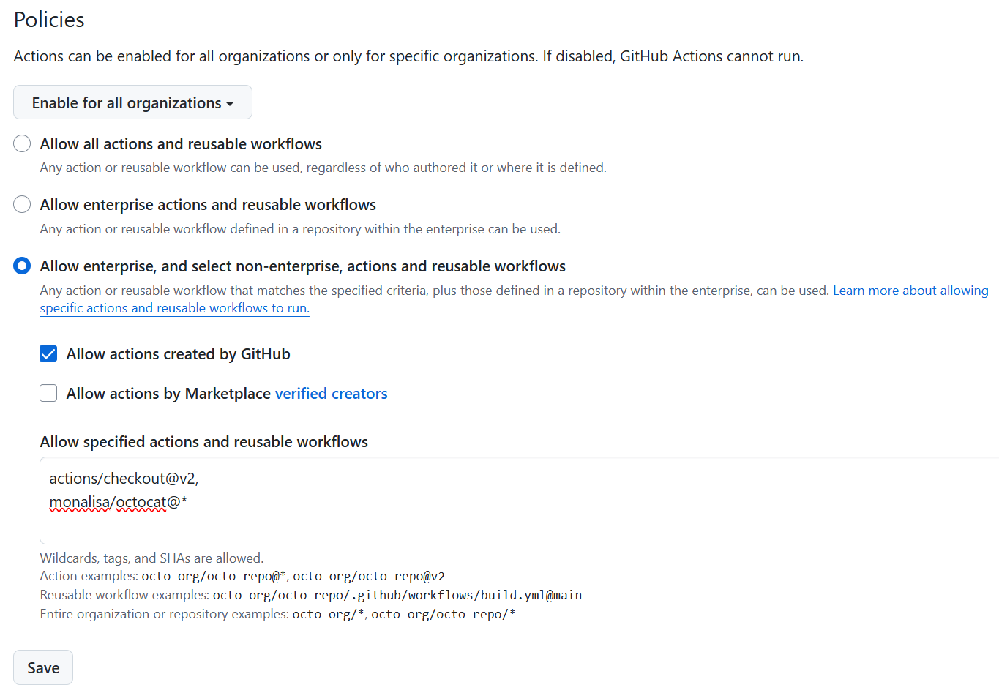 Policies
Actions can be enabled for all organizations or only for specific organizations. If disabled, GitHub Actions cannot run.
Enable for all organizations
Allow all actions and reusable workflows
Any action or reusable workflow can be used, regardless of who authored it or where it is defined.
Allow enterprise actions and reusable workflows
Any action or reusable workflow defined in a repository within the enterprise can be used.
Allow enterprise, and select non-enterprise, actions and reusable workflows
Any action or reusable workflow that matches the specified criteria, plus those defined in a repository within the enterprise, can be used. Learn more about allowing
specific actions and reusable workflows to run.
Allow actions created by GitHub
Allow actions by Marketplace verified creators
Allow specified actions and reusable workflows
actions/checkout@v2,
monalisa/octocat@*
Wildcards, tags, and SHAs are allowed.
Action examples: octo-org/octo-repo@*, octo-org/octo-repo@v2
Reusable workflow examples: octo-org/octo-repo/.github/workflows/build.yml@main
Entire organization or repository examples: octo-org/*, octo-org/octo-repo/*
Save